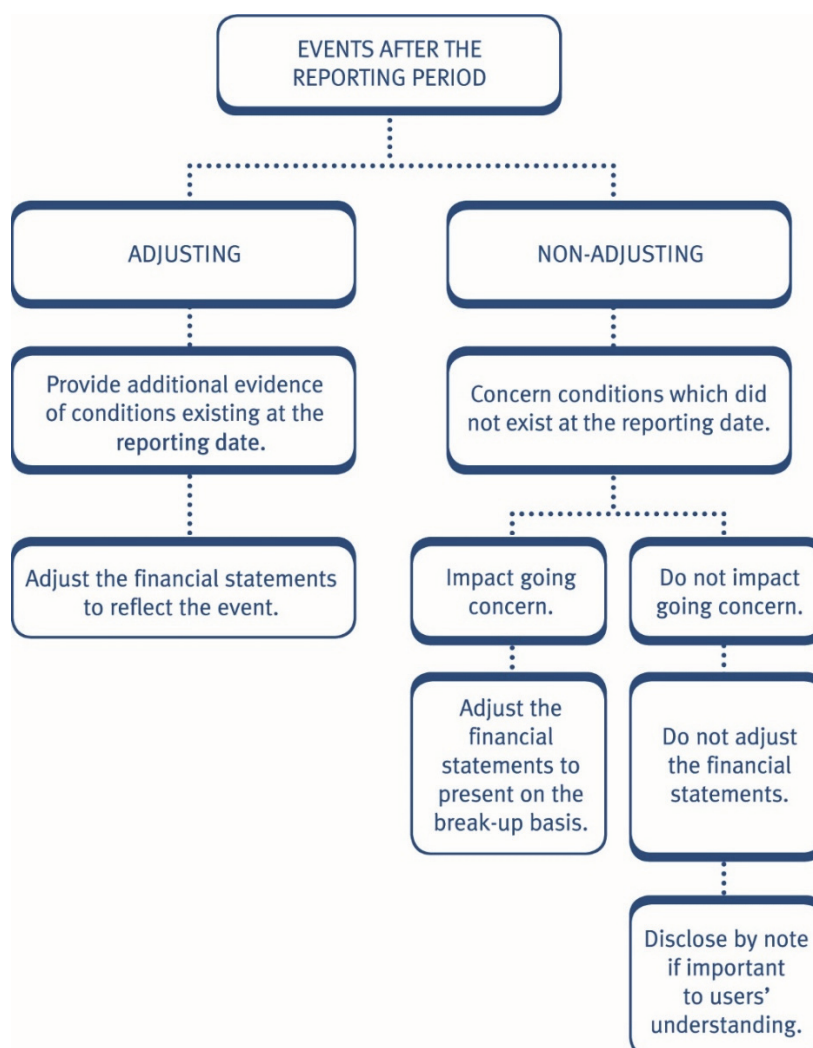 EVENTS AFTER THE
REPORTING PERIOD
ADJUSTING
NON-ADJUSTING
Provide additional evidence
of conditions existing at the
reporting date.
Concern conditions which did
not exist at the reporting date.
Adjust the financial statements
to reflect the event.
Impact going
concern.
Do not impact
going concern.
Adjust the
financial
statements to
present on the
break-up basis.
Do not adjust
the financial
statements.
Disclose by note
if important
to users’
understanding.